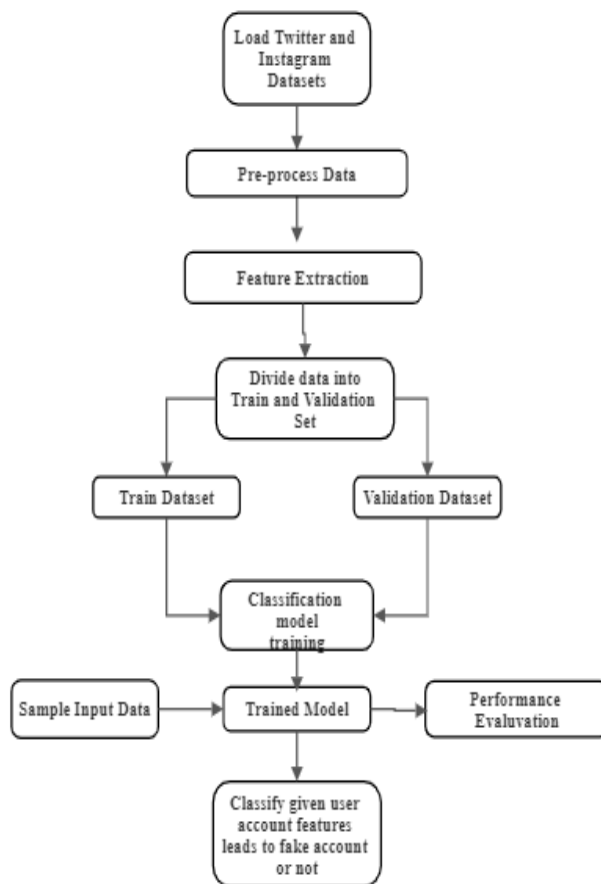 Load Twitter and
Instagram
Datasets
Pre-process Data
Feature Extraction
Divide data into
Train and Validation
Set
Train Dataset
Validation Dataset
Classification
model
training
Sample Input Data
Trained Model
Performance
Evaluvation
Classify given user
account features
leads to fake account
or not